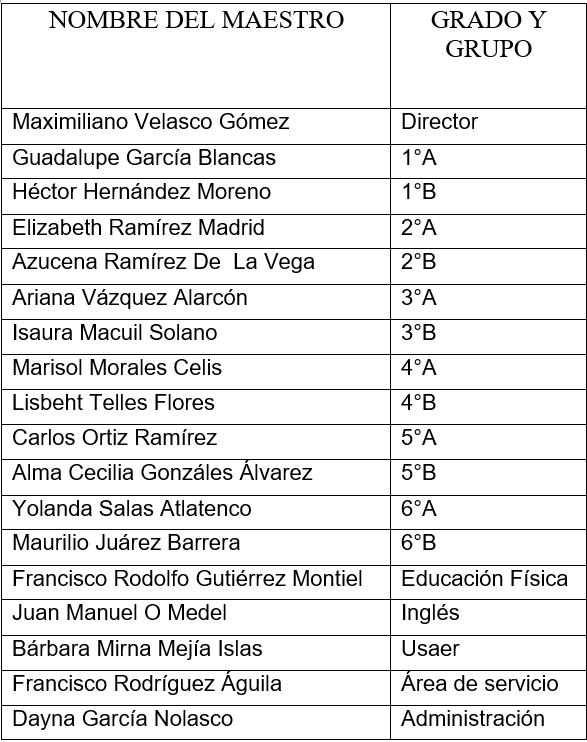 NOMBRE DEL MAESTRO GRADO Y
GRUPO
Maximiliano Velasco Gómez Director
Guadalupe García Blancas 1°A
Héctor Hernández Moreno 1°B
Elizabeth Ramírez Madrid 2°A
Azucena Ramírez De  La Vega 2°B
Ariana Vázquez Alarcón 3°A
Isaura Macuil Solano 3°B
Marisol Morales Celis 4°A
Lisbeht Telles Flores 4°B
Carlos Ortiz Ramírez 5°A
Alma Cecilia Gonzáles Álvarez 5°B
Yolanda Salas Atlatenco 6°A
Maurilio Juárez Barrera 6°B
Francisco Rodolfo Gutiérrez Montiel Educación Física
Juan Manuel O Medel Inglés
Bárbara Mirna Mejía Islas Usaer
Francisco Rodríguez Águila Área de servicio
Dayna García Nolasco Administración